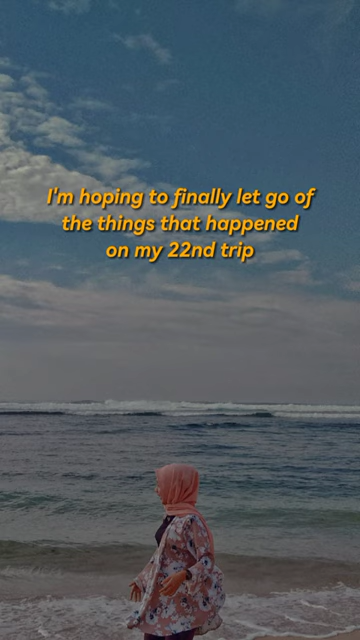 I'm hoping to finally let go of
the things that happened
on my 22nd trip